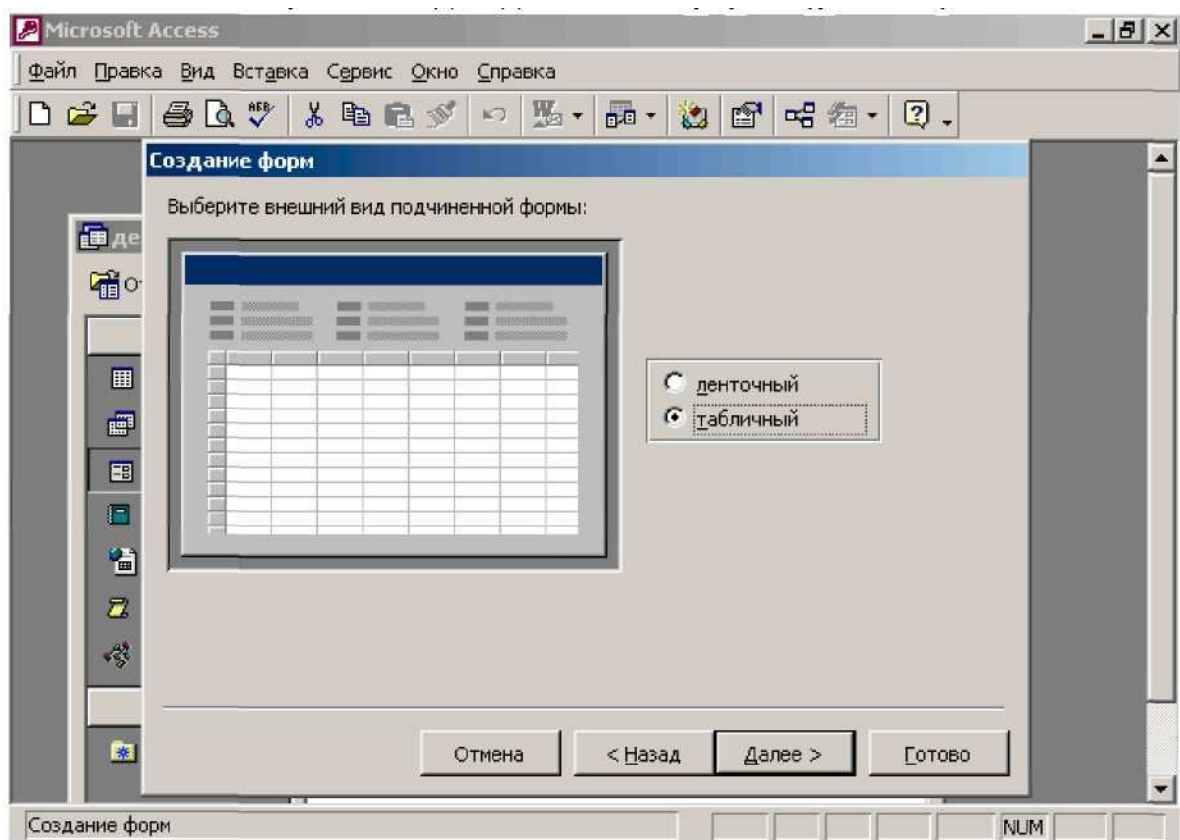 Microsoft Access
Файл Правка Вид Вставка Сервис Окно Справка
Создание форм
Выберите внешний вид подчиненной формы:
де
О
ленточный
табличный
Отмена
< Назад
Далее >
Готово
Создание форм
NUM